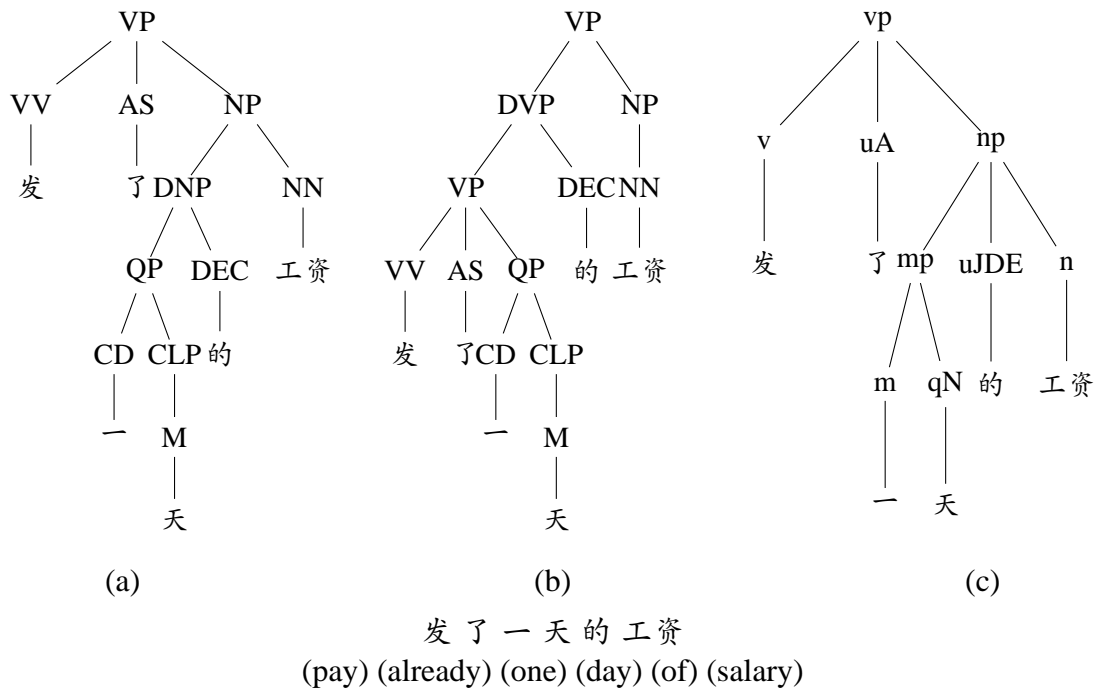 VP VP vp
VV AS NP DVP NP v uA np
发 了 DNP NN VP DEC NN 发 了 mp uJDE n
QP DEC 工资 VV AS QP 的 工资
CD CLP 的 发 了 CD CLP m qN 的 工资
一 M 一 M 一 天
天 天
(a) (b) (c)
发 了 一 天 的 工资
(pay) (already) (one) (day) (of) (salary)